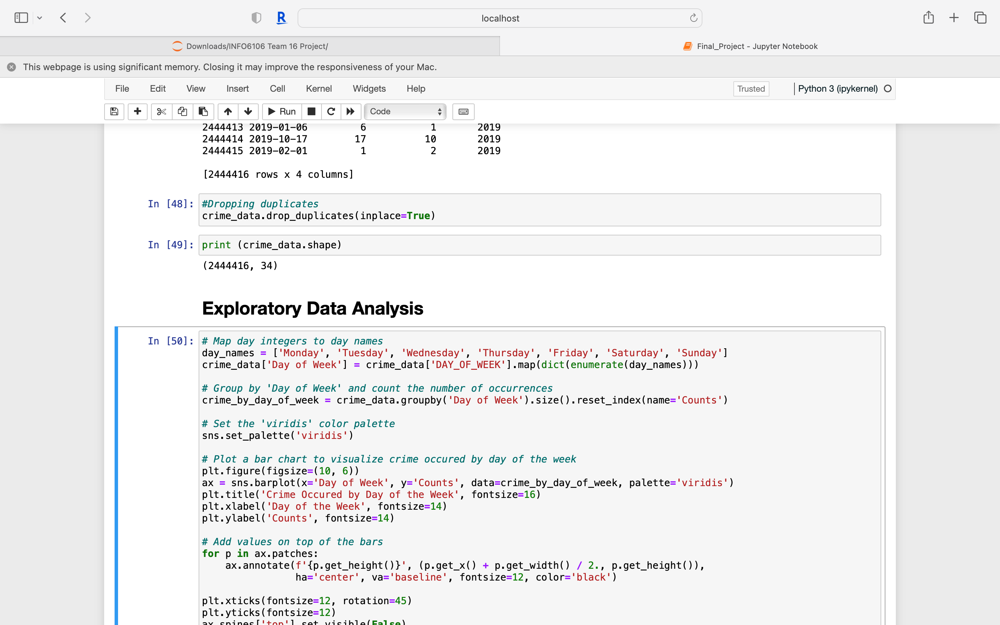 localhost
Downloads/INFO6106 Team 16 Project/
Final_Project - Jupyter Notebook
This webpage is using significant memory. Closing it may improve the responsiveness of your Mac.
File Edit View Insert Cell Kernel Widgets Help Trusted Python 3 (ipykernel)
Run Code
2444413 2019-01-06 6 1 2019
2444414 2019-10-17 17 10 2019
2444415 2019-02-01 1 2 2019
[2444416 rows x 4 columns]
In [48]: #Dropping duplicates
crime_data.drop_duplicates(inplace=True)
In [49]: print (crime_data.shape)
(2444416, 34)
Exploratory Data Analysis
In [50]: # Map day integers to day names
day_names = ['Monday', 'Tuesday', 'Wednesday', 'Thursday', 'Friday', 'Saturday', 'Sunday']
crime_data['Day of Week'] = crime_data['DAY_OF_WEEK'].map(dict(enumerate(day_names)))
# Group by 'Day of Week' and count the number of occurrences
crime_by_day_of_week = crime_data.groupby('Day of Week').size().reset_index(name='Counts')
# Set the 'viridis' color palette
sns.set_palette('viridis')
# Plot a bar chart to visualize crime occured by day of the week
plt.figure(figsize=(10, 6))
ax = sns.barplot(x='Day of Week', y='Counts', data=crime_by_day_of_week, palette='viridis')
plt.title('Crime Occured by Day of the Week', fontsize=16)
plt.xlabel('Day of the Week', fontsize=14)
plt.ylabel('Counts', fontsize=14)
# Add values on top of the bars
for p in ax.patches:
    ax.annotate(f'{p.get_height()}', (p.get_x() + p.get_width() / 2., p.get_height()),
                ha='center', va='baseline', fontsize=12, color='black')
plt.xticks(fontsize=12, rotation=45)
plt.yticks(fontsize=12)
ax.spines['top'].set_visible(False)